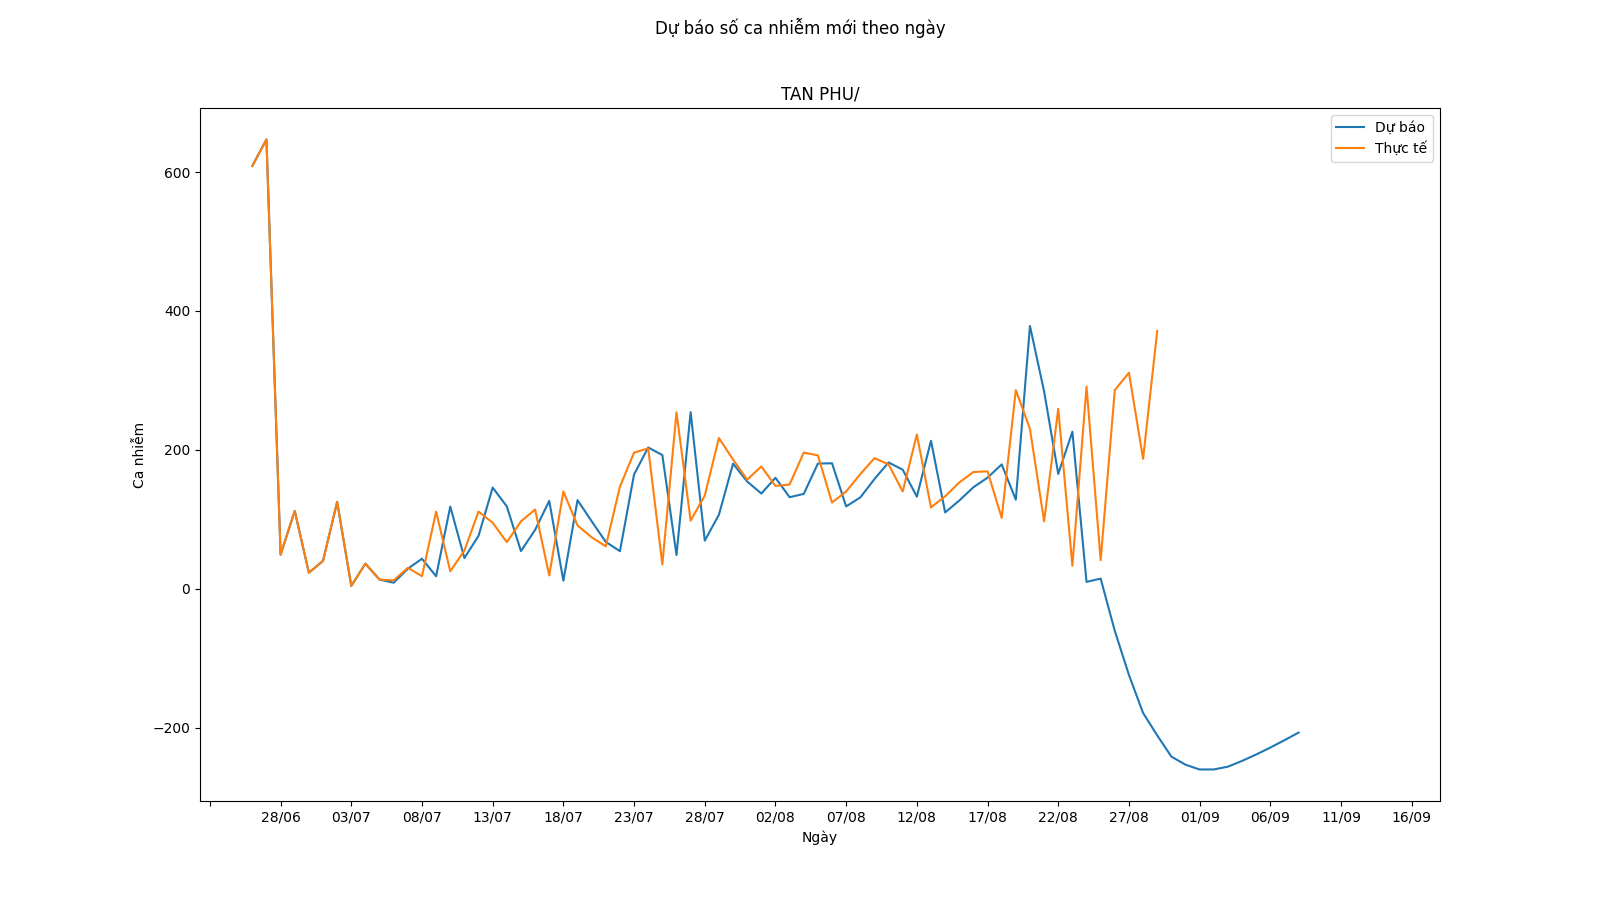 Dự báo số ca nhiễm mới theo ngày
TAN PHU/
Dự báo
Thực tế
600
400
200
0
−200
Ca nhiễm
28/06 03/07 08/07 13/07 18/07 23/07 28/07 02/08 07/08 12/08 17/08 22/08 27/08 01/09 06/09 11/09 16/09
Ngày